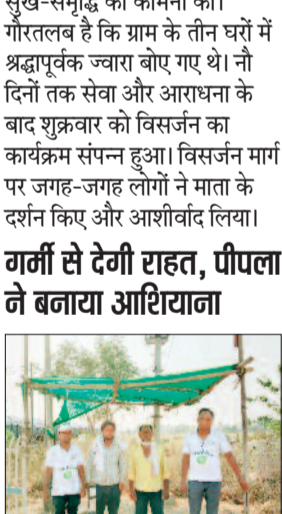 सुख-समृद्धि की कामना की।
गौरतलब है कि ग्राम के तीन घरों में
श्रद्धापूर्वक ज्वारा बोए गए थे। नौ
दिनों तक सेवा और आराधना के
बाद शुक्रवार को विसर्जन का
कार्यक्रम संपन्न हुआ। विसर्जन मार्ग
पर जगह-जगह लोगों ने माता के
दर्शन किए और आशीर्वाद लिया।
गर्मी से देगी राहत, पीपला
ने बनाया आशियाना